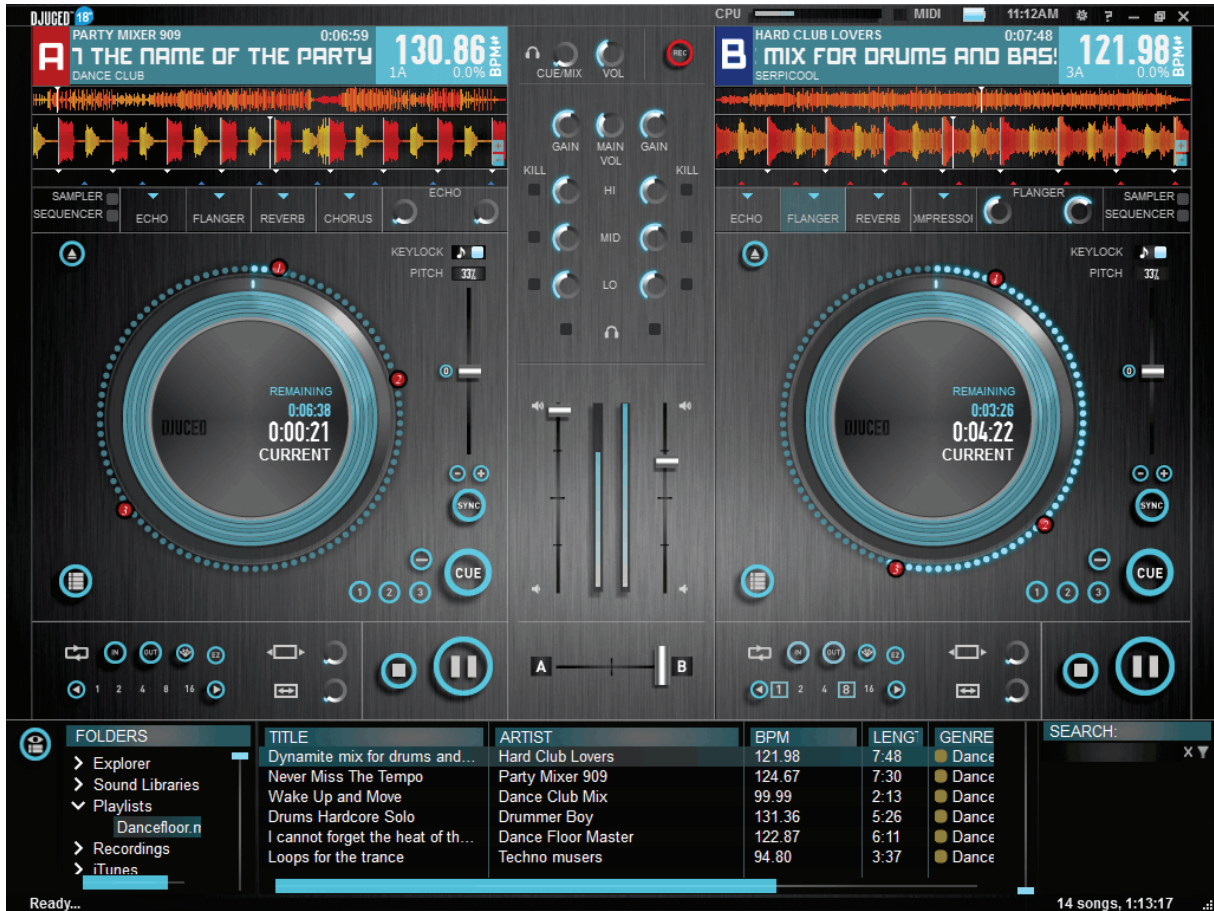 DJUCED 18° CPU MIDI 11:12AM
A PARTY MIXER 909 0:06:59
THE NAME OF THE PARTY
DANCE CLUB
130.86 BPM
1A 0.0%
CUE/MIX VOL REC
B HARD CLUB LOVERS 0:07:48
MIX FOR DRUMS AND BAS
SERPICOOL
121.98 BPM
3A 0.0%
GAIN MAIN VOL GAIN
KILL KILL
HI
MID
LO
SAMPLER
SEQUENCER
ECHO FLANGER REVERB CHORUS ECHO
ECHO FLANGER REVERB OMPRESSOI FLANGER
SAMPLER
SEQUENCER
KEYLOCK
PITCH 33%
1
2
3
0
REMAINING
0:06:38
0:00:21
CURRENT
DJUCED
SYNC
CUE
1 2 3
KEYLOCK
PITCH 33%
1
2
3
0
REMAINING
0:03:26
0:04:22
CURRENT
DJUCED
SYNC
CUE
1 2 3
IN OUT EZ
1 2 4 8 16
A B
IN OUT EZ
1 2 4 8 16
FOLDERS
Explorer
Sound Libraries
Playlists
Dancefloor.m
Recordings
iTunes
TITLE ARTIST BPM LENGT GENRE
Dynamite mix for drums and... Hard Club Lovers 121.98 7:48 Dance
Never Miss The Tempo Party Mixer 909 124.67 7:30 Dance
Wake Up and Move Dance Club Mix 99.99 2:13 Dance
Drums Hardcore Solo Drummer Boy 131.36 5:26 Dance
I cannot forget the heat of th... Dance Floor Master 122.87 6:11 Dance
Loops for the trance Techno musers 94.80 3:37 Dance
SEARCH:
X
Ready... 14 songs, 1:13:17